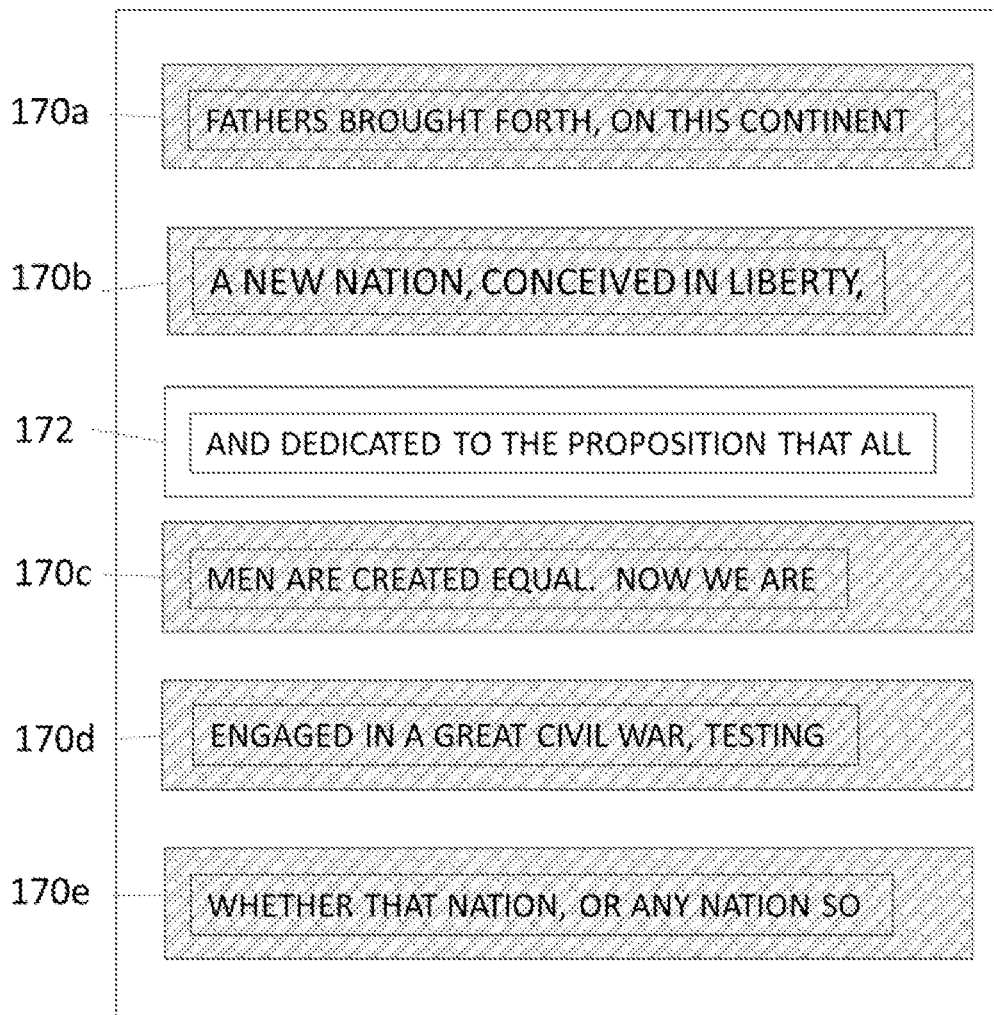 170a FATHERS BROUGHT FORTH, ON THIS CONTINENT
170b A NEW NATION, CONCEIVED IN LIBERTY,
172 AND DEDICATED TO THE PROPOSITION THAT ALL
170c MEN ARE CREATED EQUAL. NOW WE ARE
170d ENGAGED IN A GREAT CIVIL WAR, TESTING
170e WHETHER THAT NATION, OR ANY NATION SO